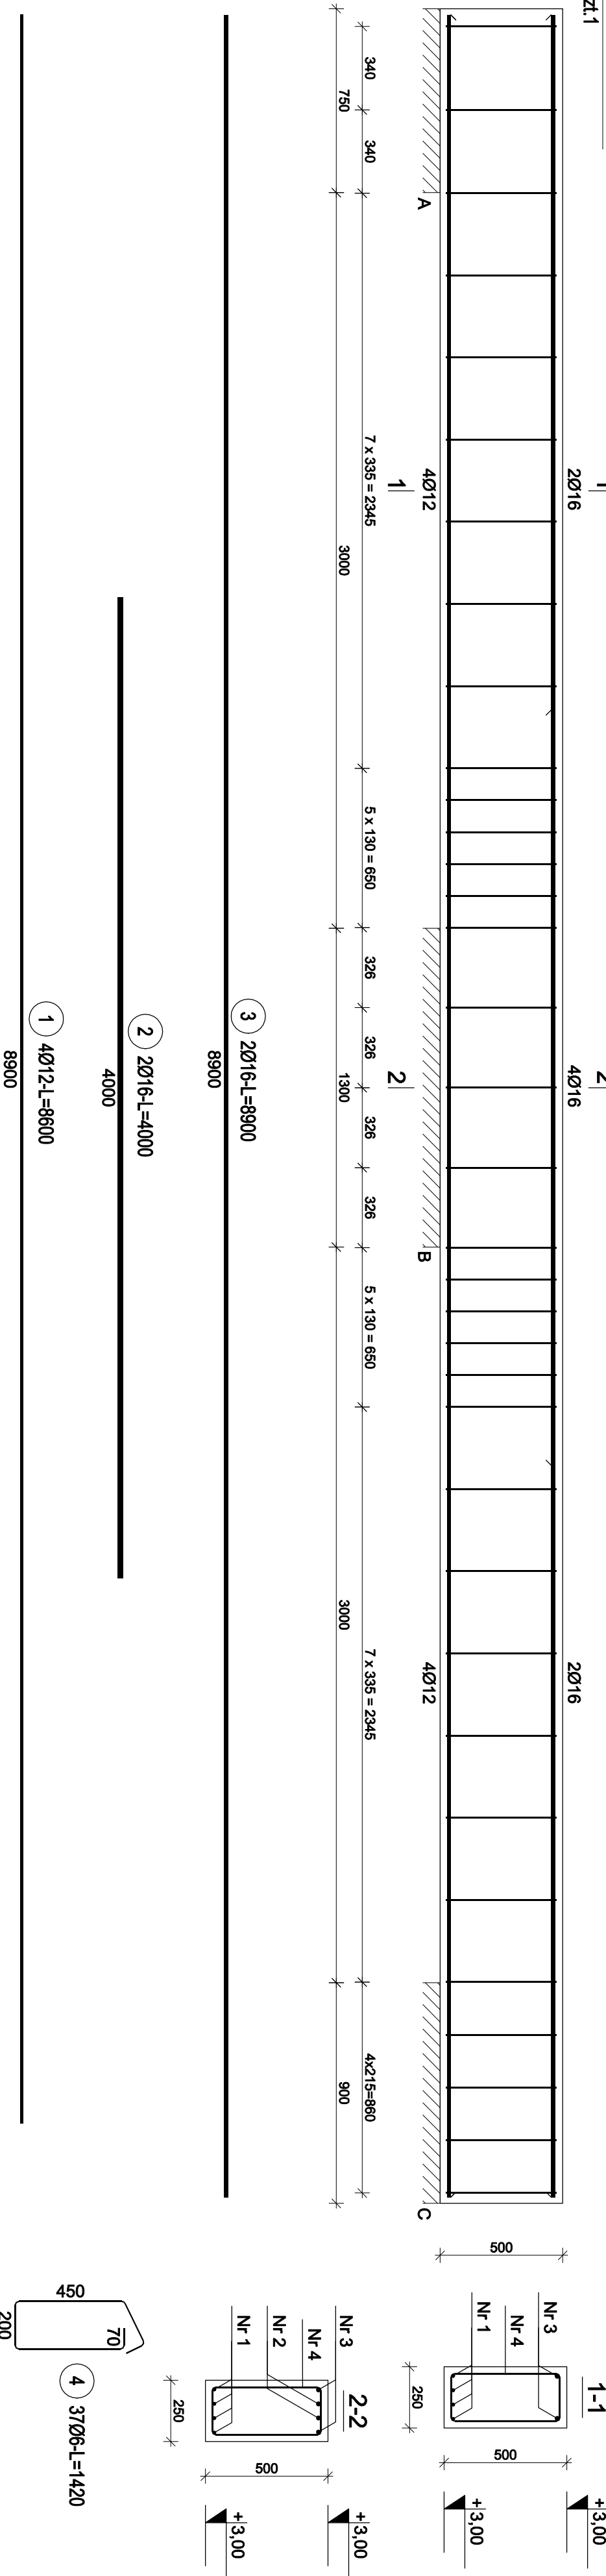 zt.1
2Ø16
4Ø16
2Ø16
2
1
4Ø12
1
2
4Ø12
A
B
C
340
340
7 x 335 = 2345
5 x 130 = 650
326
326
326
326
5 x 130 = 650
7 x 335 = 2345
4x215=860
750
3000
1300
3000
900
500
3 2Ø16-L=8900
8900
2 2Ø16-L=4000
4000
1 4Ø12-L=8600
8900
1-1
Nr 3
Nr 4
Nr 1
250
500
+3,00
+3,00
2-2
Nr 3
Nr 4
Nr 2
Nr 1
250
500
+3,00
+3,00
450
70
200
4 37Ø6-L=1420